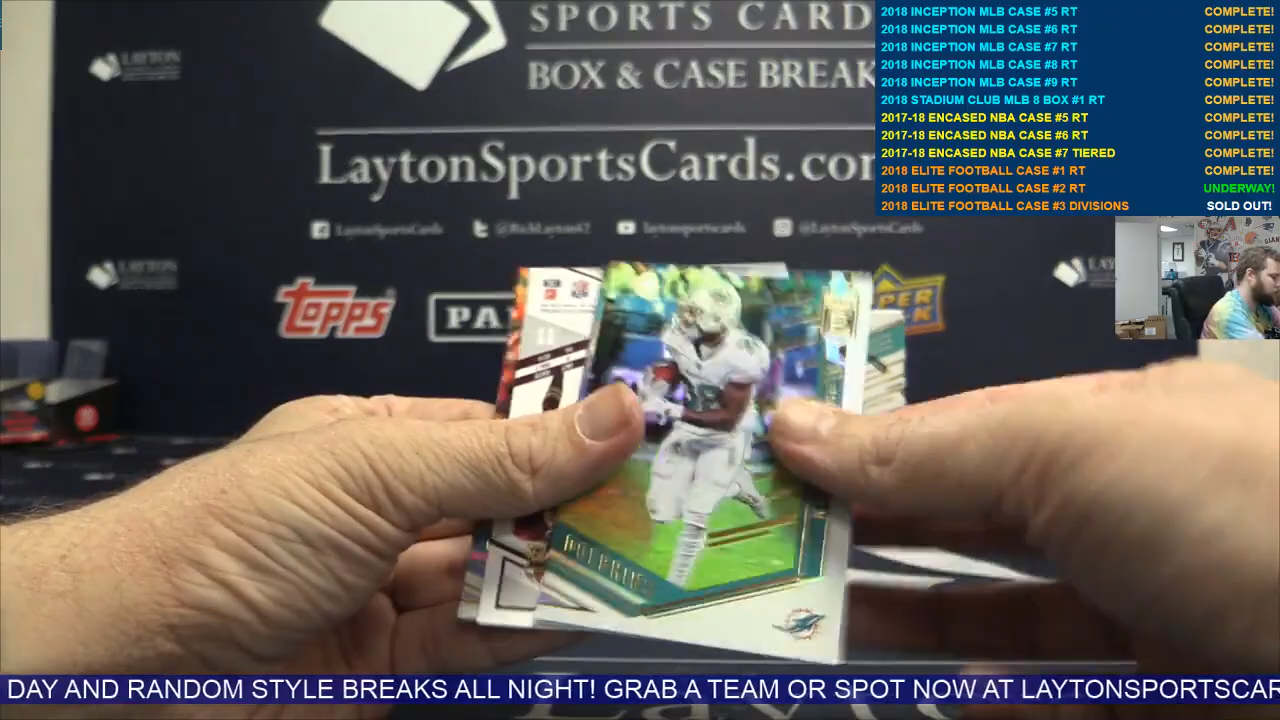 SPORTS CARD
BOX & CASE BREAK
LaytonSportsCards.co
LaytonSportsCards
@RichLayton42
laytonsportscards
@LaytonSportsCards
LAYTON
LAYTON
LAY
TOPPS
PA
PER
DOLPHINS
2018 INCEPTION MLB CASE #5 RT COMPLETE!
2018 INCEPTION MLB CASE #6 RT COMPLETE!
2018 INCEPTION MLB CASE #7 RT COMPLETE!
2018 INCEPTION MLB CASE #8 RT COMPLETE!
2018 INCEPTION MLB CASE #9 RT COMPLETE!
2018 STADIUM CLUB MLB 8 BOX #1 RT COMPLETE!
2017-18 ENCASED NBA CASE #5 RT COMPLETE!
2017-18 ENCASED NBA CASE #6 RT COMPLETE!
2017-18 ENCASED NBA CASE #7 TIERED COMPLETE!
2018 ELITE FOOTBALL CASE #1 RT COMPLETE!
2018 ELITE FOOTBALL CASE #2 RT UNDERWAY!
2018 ELITE FOOTBALL CASE #3 DIVISIONS SOLD OUT!
DAY AND RANDOM STYLE BREAKS ALL NIGHT! GRAB A TEAM OR SPOT NOW AT LAYTONSPORTSCAR